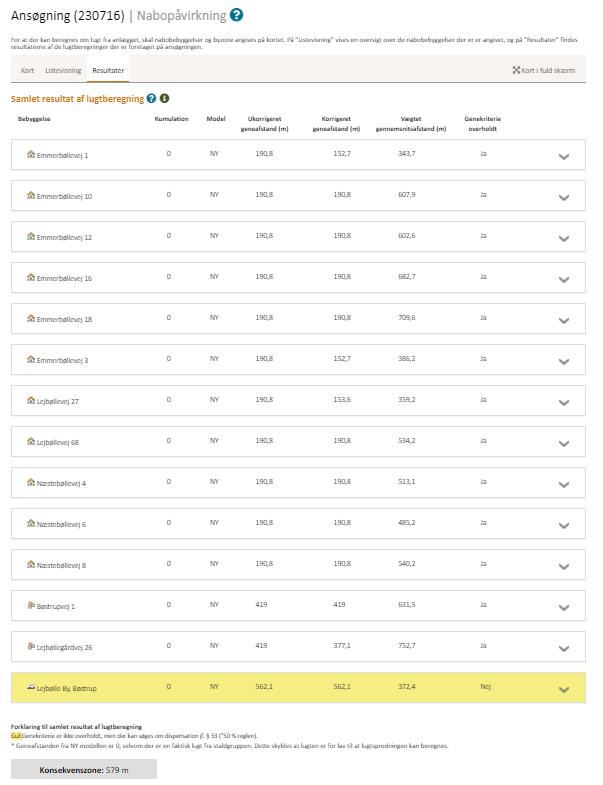 Ansøgning (230716) | Nabopåvirkning ?
For at der kan beregnes om lugt fra anlægget, skal nabobebyggelser og byzone angives på kortet. På "Listevisning" vises en oversigt over de nabobebyggelser der er er angivet, og på "Resultater" findes
resultaterne af de lugtberegninger der er foretaget på ansøgningen.
Kort Listevisning Resultater Kort i fuld skærm
Samlet resultat af lugtberegning ? i
Bebyggelse Kumulation Model Ukorrigeret geneafstand (m) Korrigeret geneafstand (m) Vægtet gennemsnitsafstand (m) Genekriterie overholdt
Emmerbøllevej 1 0 NY 190,8 152,7 343,7 Ja
Emmerbøllevej 10 0 NY 190,8 190,8 607,9 Ja
Emmerbøllevej 12 0 NY 190,8 190,8 602,6 Ja
Emmerbøllevej 16 0 NY 190,8 190,8 682,7 Ja
Emmerbøllevej 18 0 NY 190,8 190,8 709,6 Ja
Emmerbøllevej 3 0 NY 190,8 152,7 386,2 Ja
Lejbøllevej 27 0 NY 190,8 153,6 359,2 Ja
Lejbøllevej 68 0 NY 190,8 190,8 534,2 Ja
Næstebøllevej 4 0 NY 190,8 190,8 513,1 Ja
Næstebøllevej 6 0 NY 190,8 190,8 485,2 Ja
Næstebøllevej 8 0 NY 190,8 190,8 540,2 Ja
Bøstrupvej 1 0 NY 419 419 631,5 Ja
Lejbøllegårdvej 26 0 NY 419 377,1 752,7 Ja
Lejbølle By, Bøstrup 0 NY 562,1 562,1 372,4 Nej
Forklaring til samlet resultat af lugtberegning
Gul: Genekriterie er ikke overholdt, men der kan søges om dispensation jf. § 33 ("50 % reglen).
* Geneafstanden fra NY modellen er 0, selvom der er en faktisk lugt fra staldgruppen. Dette skyldes at lugten er for lav til at lugtspredningen kan beregnes.
Konsekvenszone: 579 m